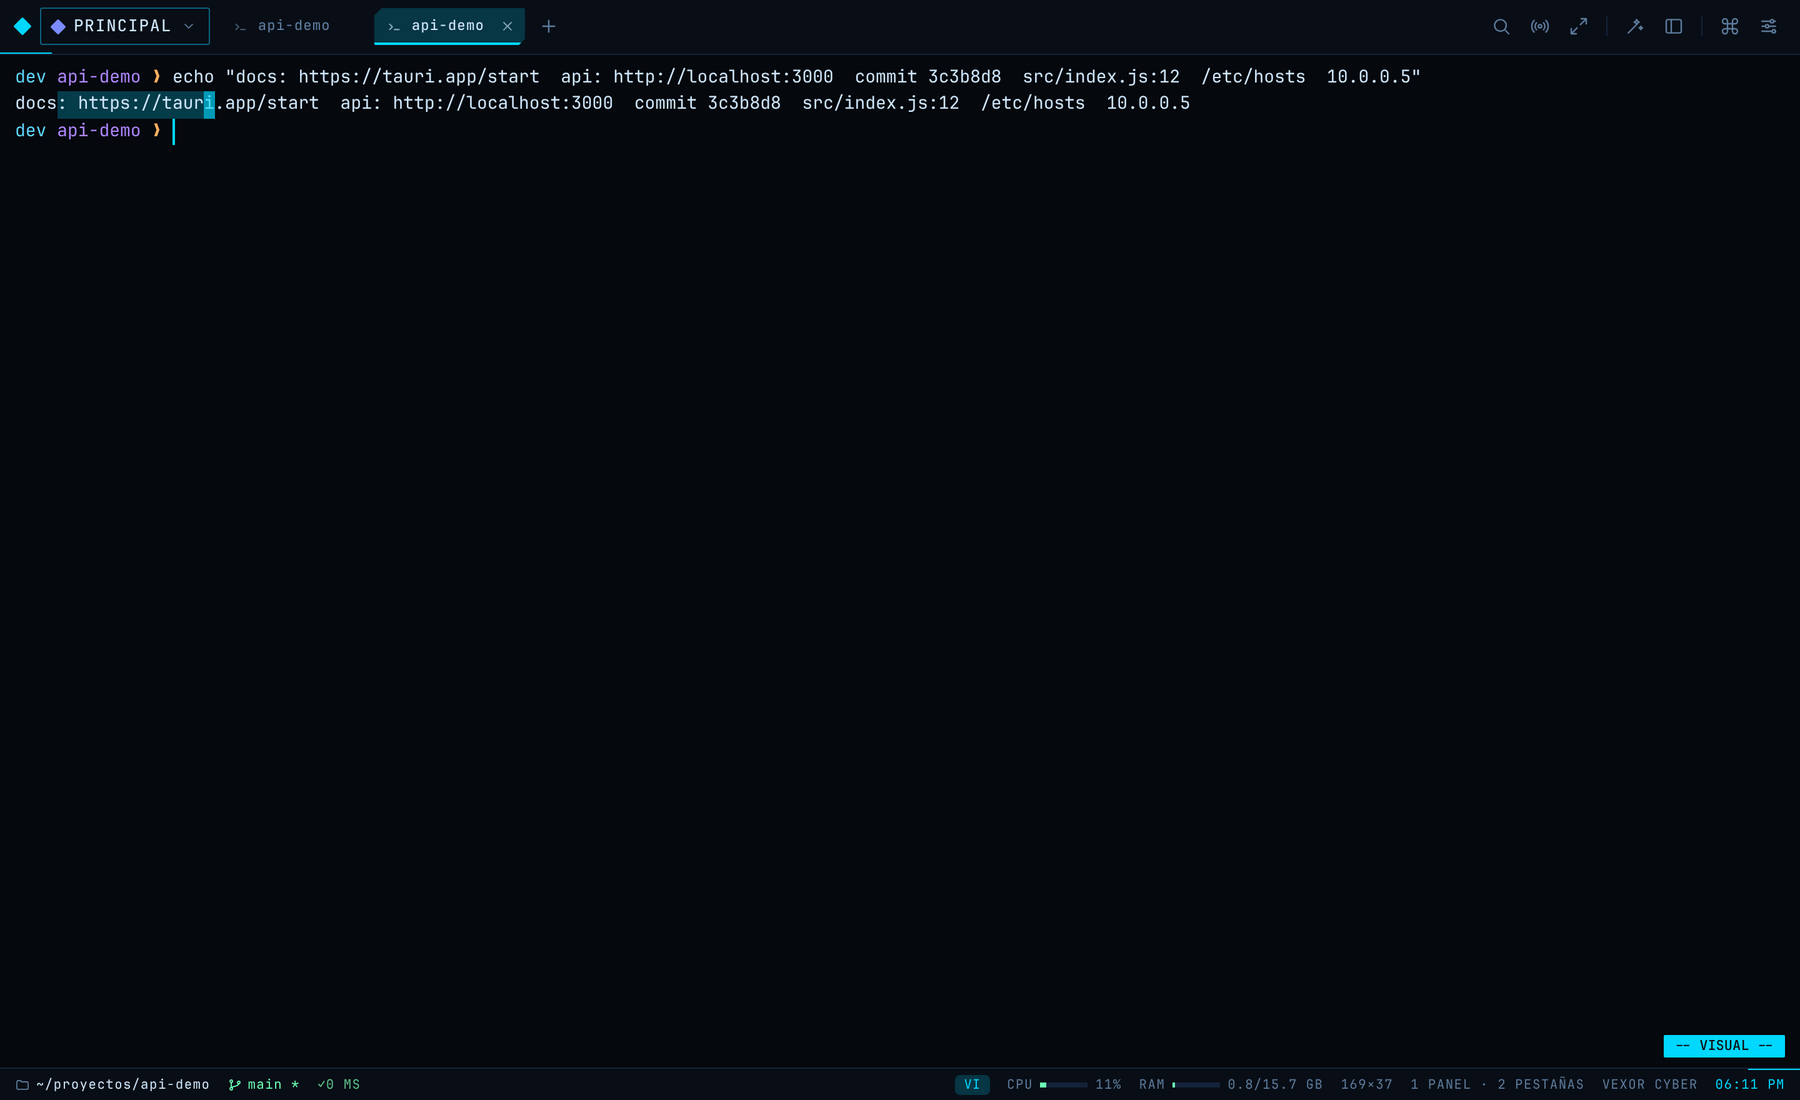 PRINCIPAL api-demo api-demo
dev api-demo ❱ echo "docs: https://tauri.app/start  api: http://localhost:3000  commit 3c3b8d8  src/index.js:12  /etc/hosts  10.0.0.5"
docs: https://tauri.app/start  api: http://localhost:3000  commit 3c3b8d8  src/index.js:12  /etc/hosts  10.0.0.5
dev api-demo ❱
-- VISUAL --
~/proyectos/api-demo main * ✓0 MS VI CPU 11% RAM 0.8/15.7 GB 169×37 1 PANEL · 2 PESTAÑAS VEXOR CYBER 06:11 PM